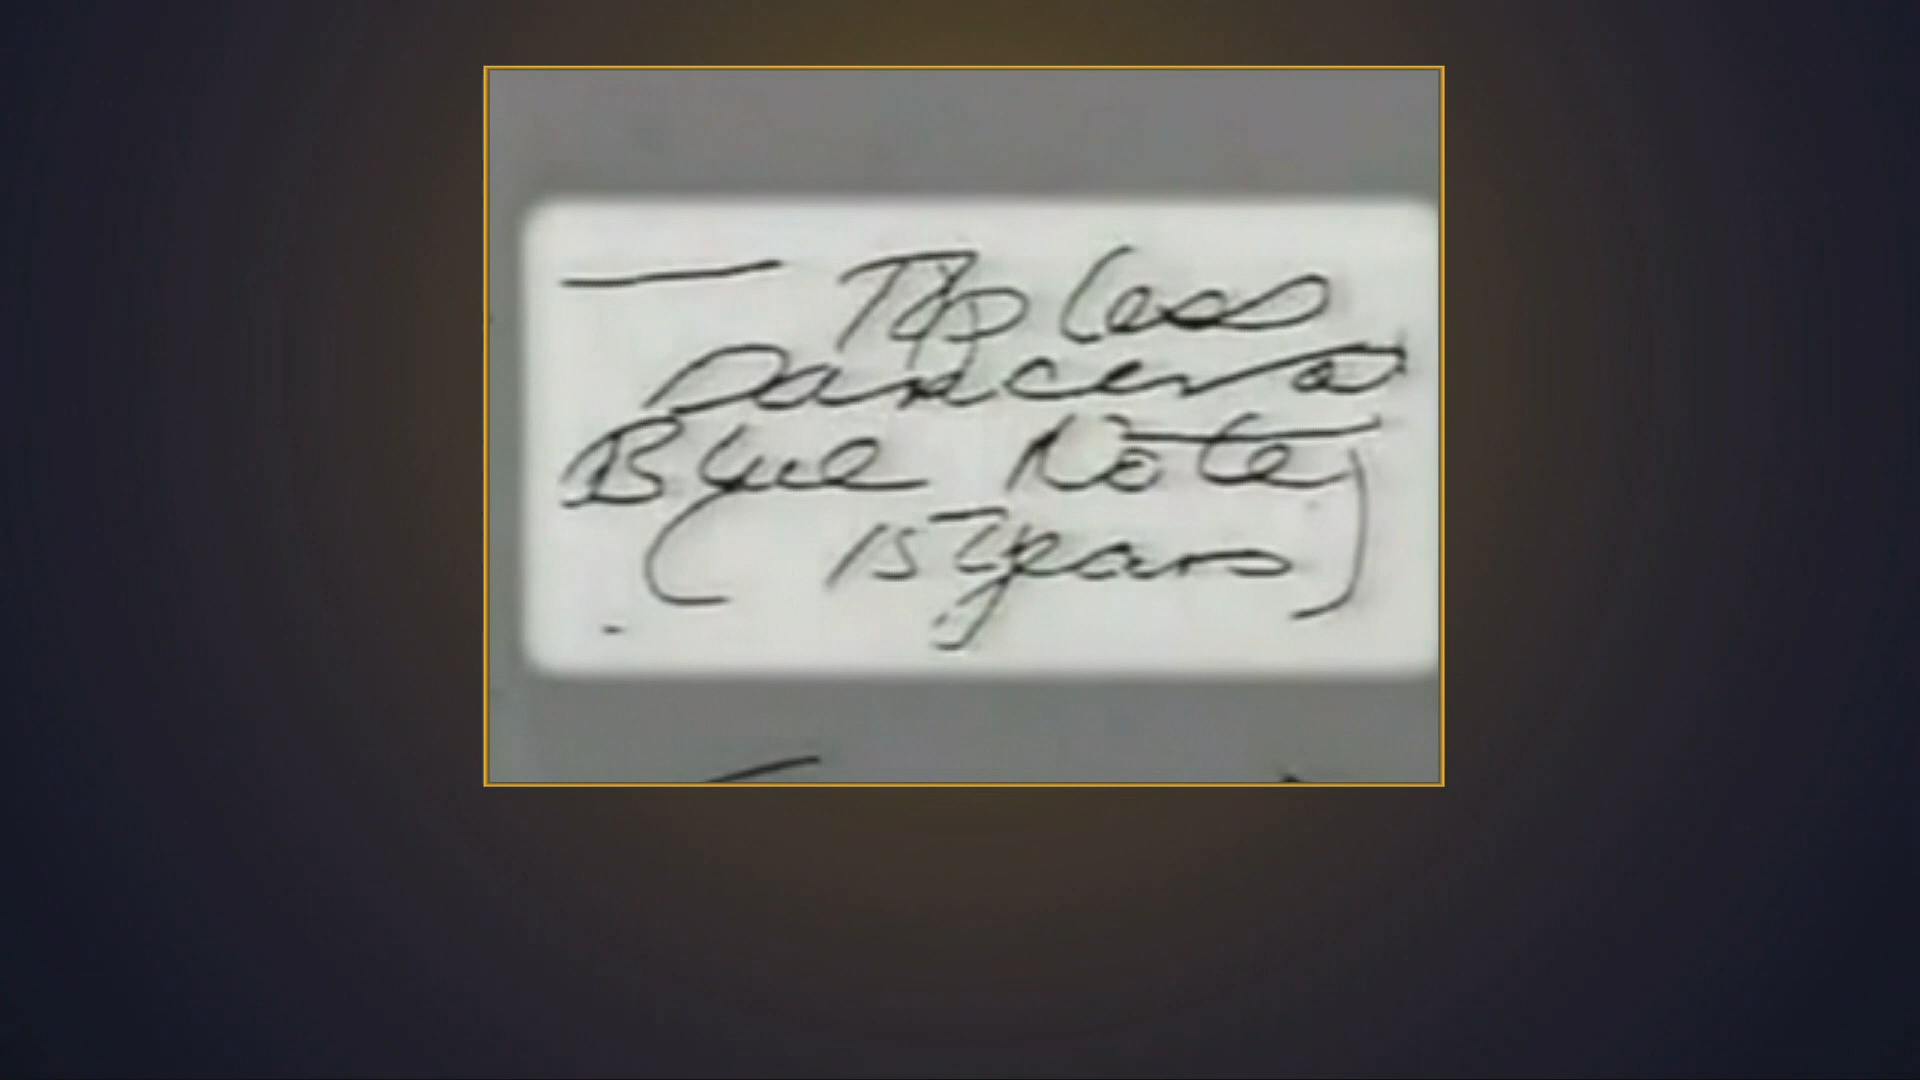 — Topless
Dancer at
Blue Note
( 15 years )